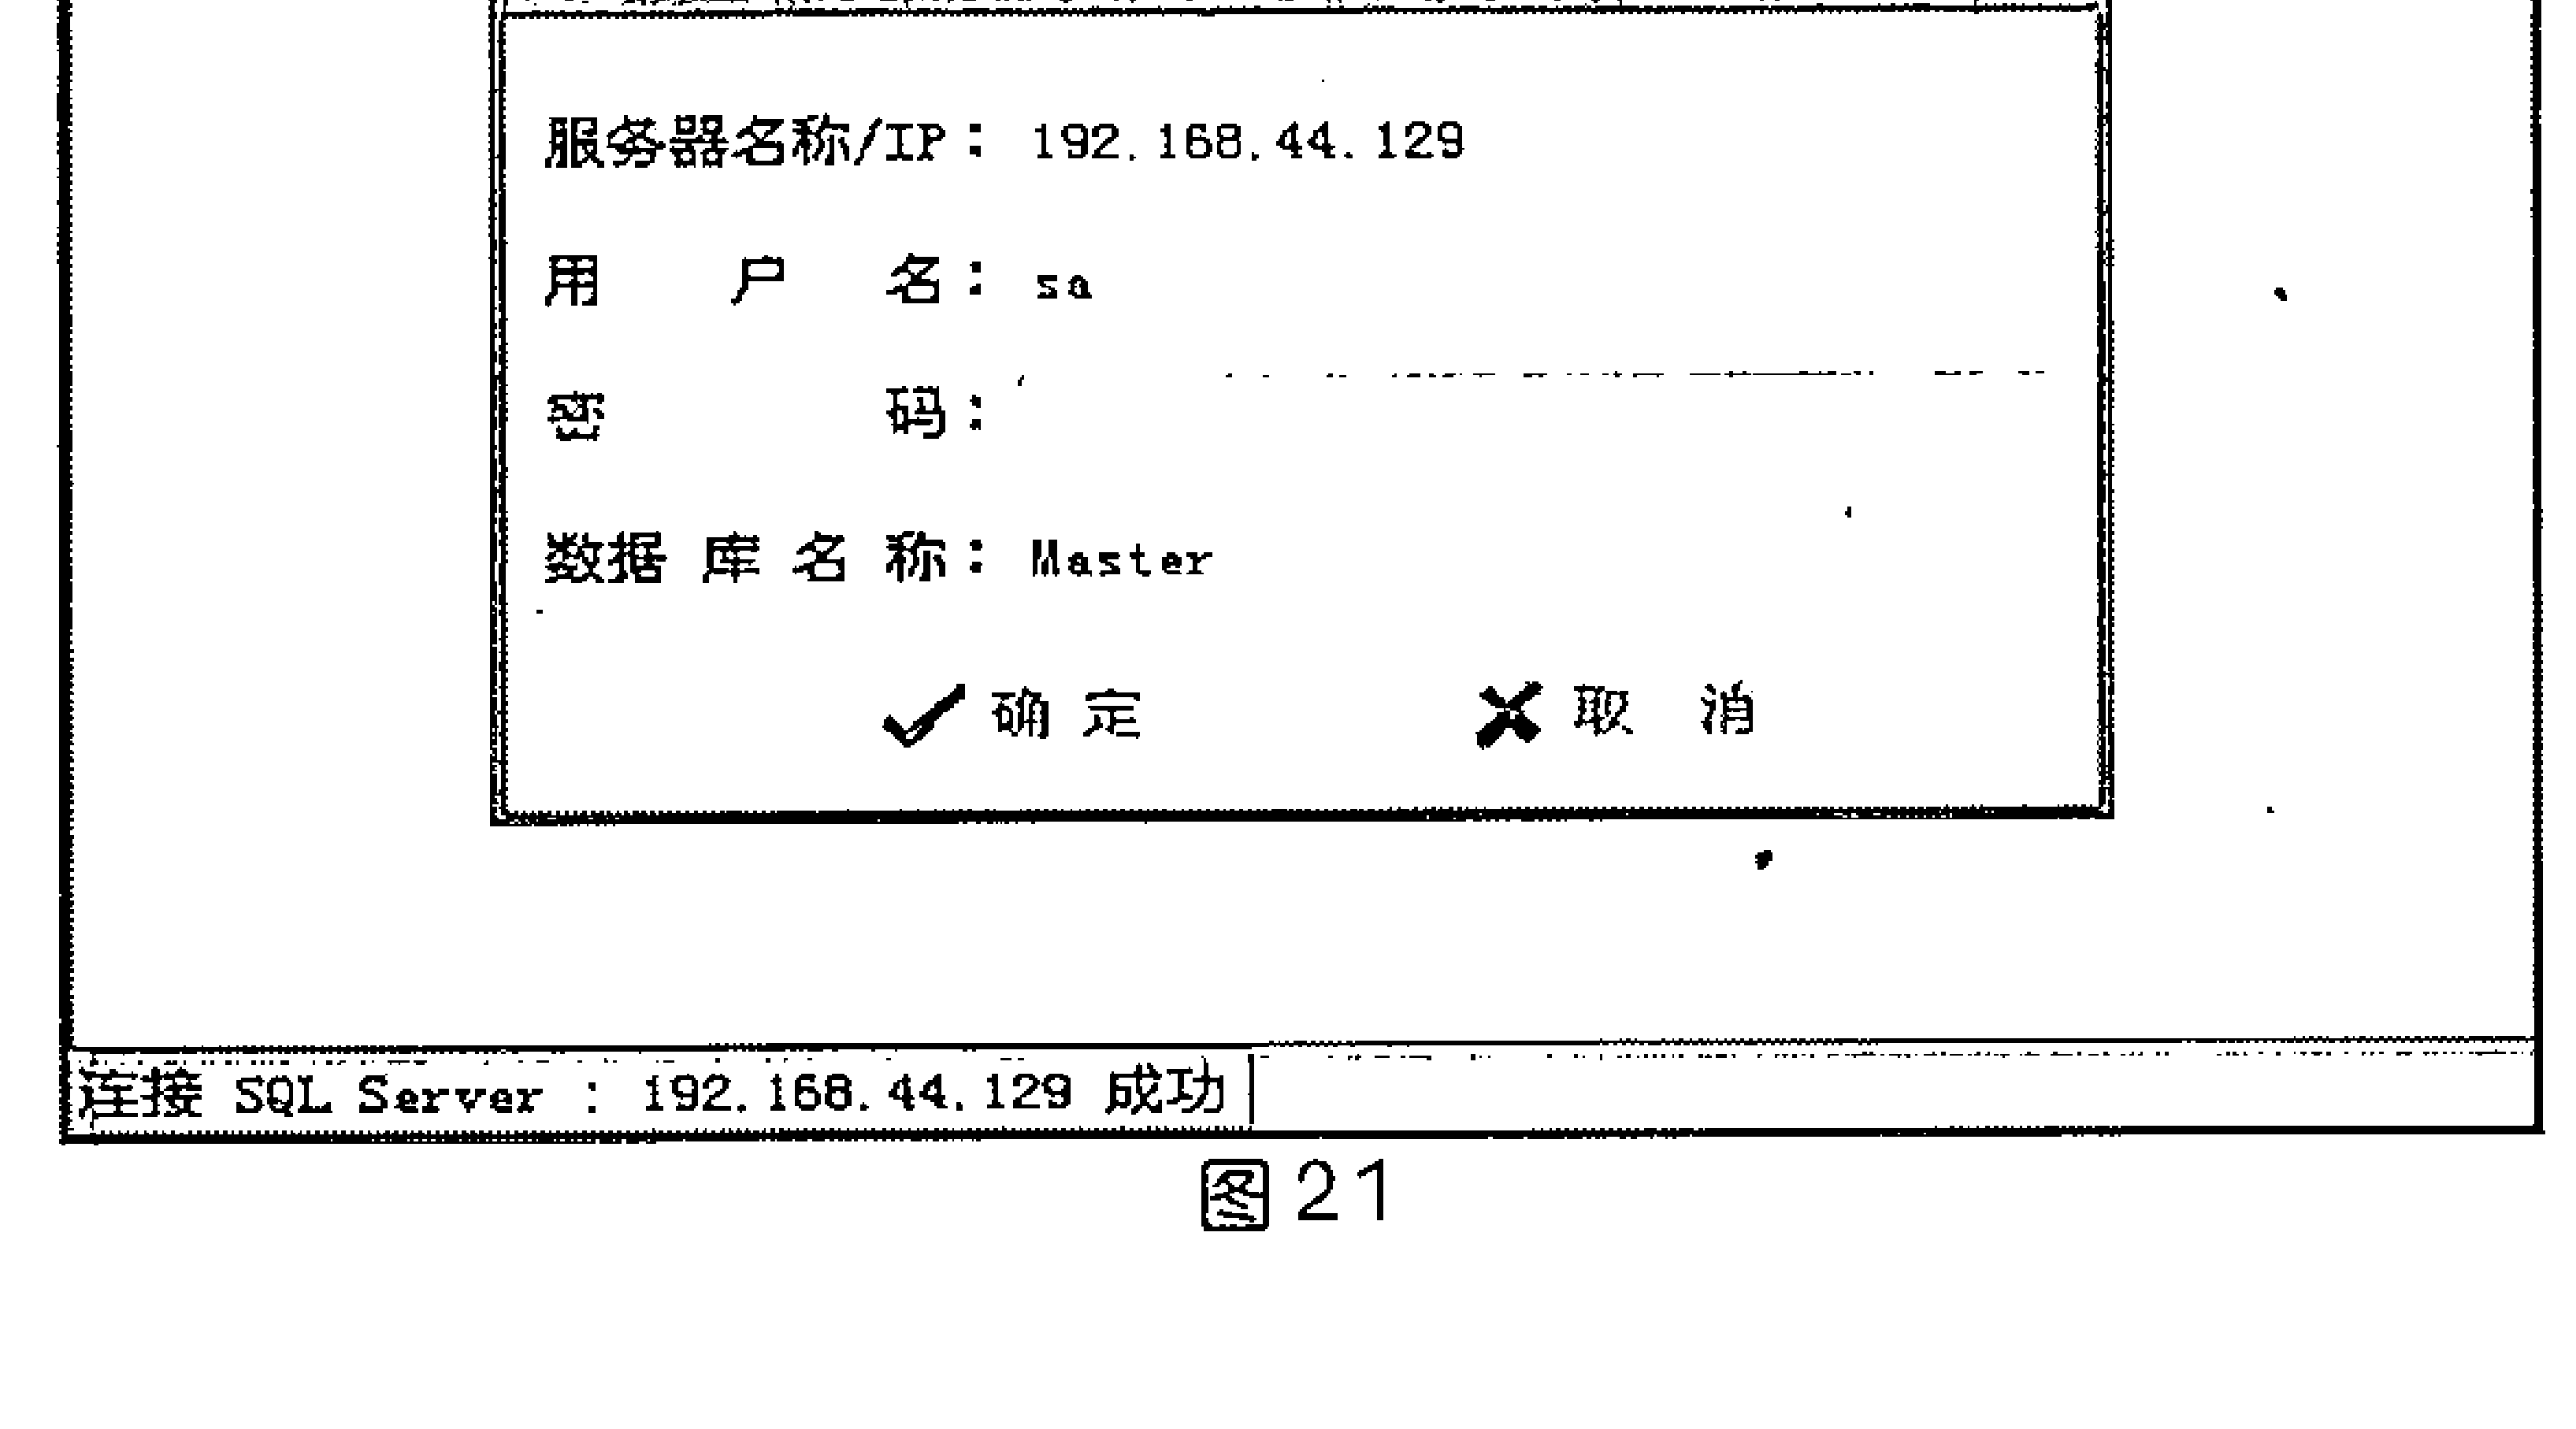 服务器名称/IP： 192.168.44.129
用 户 名： sa
密 码：
数据 库 名 称： Master
确 定 取 消
连接 SQL Server : 192.168.44.129 成功
图21